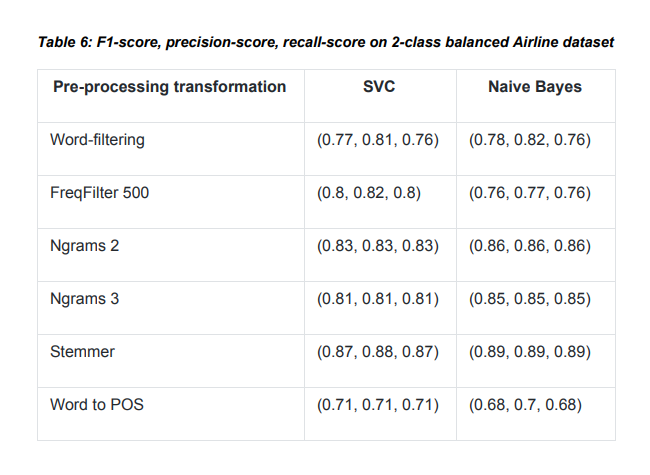 Table 6: F1-score, precision-score, recall-score on 2-class balanced Airline dataset
Pre-processing transformation SVC Naive Bayes
Word-filtering (0.77, 0.81, 0.76) (0.78, 0.82, 0.76)
FreqFilter 500 (0.8, 0.82, 0.8) (0.76, 0.77, 0.76)
Ngrams 2 (0.83, 0.83, 0.83) (0.86, 0.86, 0.86)
Ngrams 3 (0.81, 0.81, 0.81) (0.85, 0.85, 0.85)
Stemmer (0.87, 0.88, 0.87) (0.89, 0.89, 0.89)
Word to POS (0.71, 0.71, 0.71) (0.68, 0.7, 0.68)